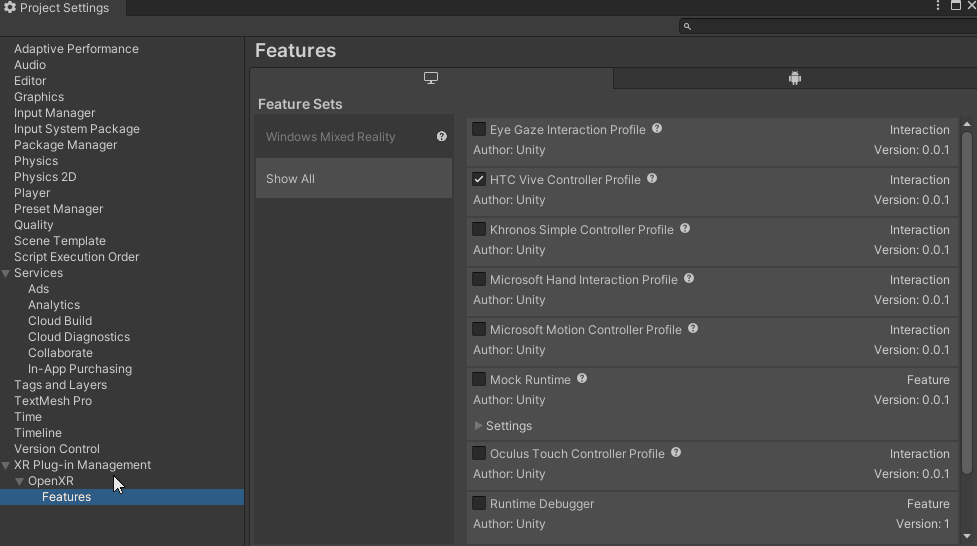 Project Settings
Adaptive Performance
Audio
Editor
Graphics
Input Manager
Input System Package
Package Manager
Physics
Physics 2D
Player
Preset Manager
Quality
Scene Template
Script Execution Order
Services
Ads
Analytics
Cloud Build
Cloud Diagnostics
Collaborate
In-App Purchasing
Tags and Layers
TextMesh Pro
Time
Timeline
Version Control
XR Plug-in Management
OpenXR
Features
Features
Feature Sets
Windows Mixed Reality
Show All
Eye Gaze Interaction Profile Interaction
Author: Unity Version: 0.0.1
HTC Vive Controller Profile Interaction
Author: Unity Version: 0.0.1
Khronos Simple Controller Profile Interaction
Author: Unity Version: 0.0.1
Microsoft Hand Interaction Profile Interaction
Author: Unity Version: 0.0.1
Microsoft Motion Controller Profile Interaction
Author: Unity Version: 0.0.1
Mock Runtime Feature
Author: Unity Version: 0.0.1
Settings
Oculus Touch Controller Profile Interaction
Author: Unity Version: 0.0.1
Runtime Debugger Feature
Author: Unity Version: 1